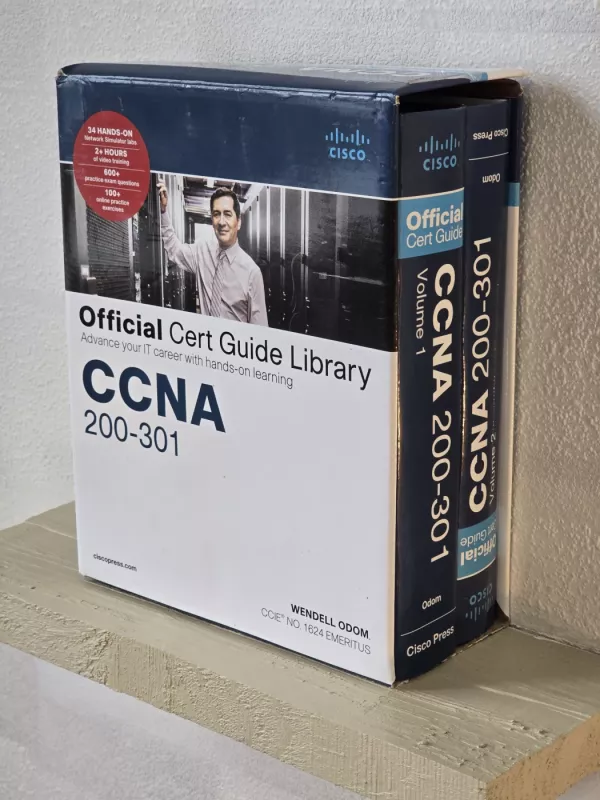 34 HANDS-ON
Network Simulator labs
2+ HOURS
of video training
600+
practice exam questions
100+
online practice
exercises
CISCO
Official Cert Guide Library
Advance your IT career with hands-on learning
CCNA
200-301
ciscopress.com
WENDELL ODOM
CCIE® NO. 1624 EMERITUS
CISCO
Official
Cert Guide
CCNA 200-301
Volume 1
Odom
Cisco Press
Cisco Press
Odom
CCNA 200-301
Volume 2
Official
Cert Guide
CISCO